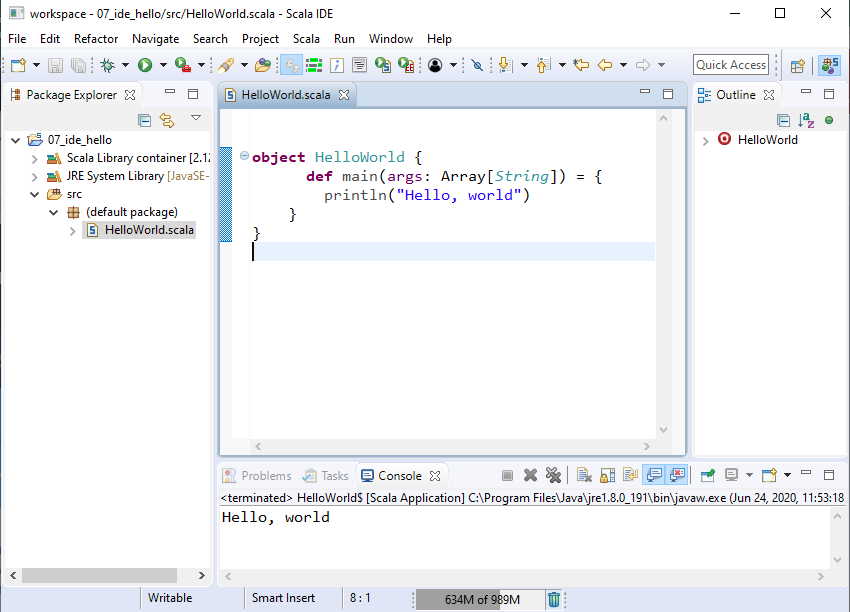 workspace - 07_ide_hello/src/HelloWorld.scala - Scala IDE
File Edit Refactor Navigate Search Project Scala Run Window Help
Quick Access
Package Explorer
07_ide_hello
Scala Library container [2.12
JRE System Library [JavaSE-
src
(default package)
HelloWorld.scala
HelloWorld.scala
object HelloWorld {
def main(args: Array[String]) = {
println("Hello, world")
}
}
Outline
HelloWorld
Problems Tasks Console
<terminated> HelloWorld$ [Scala Application] C:\Program Files\Java\jre1.8.0_191\bin\javaw.exe (Jun 24, 2020, 11:53:18
Hello, world
Writable Smart Insert 8 : 1 634M of 989M